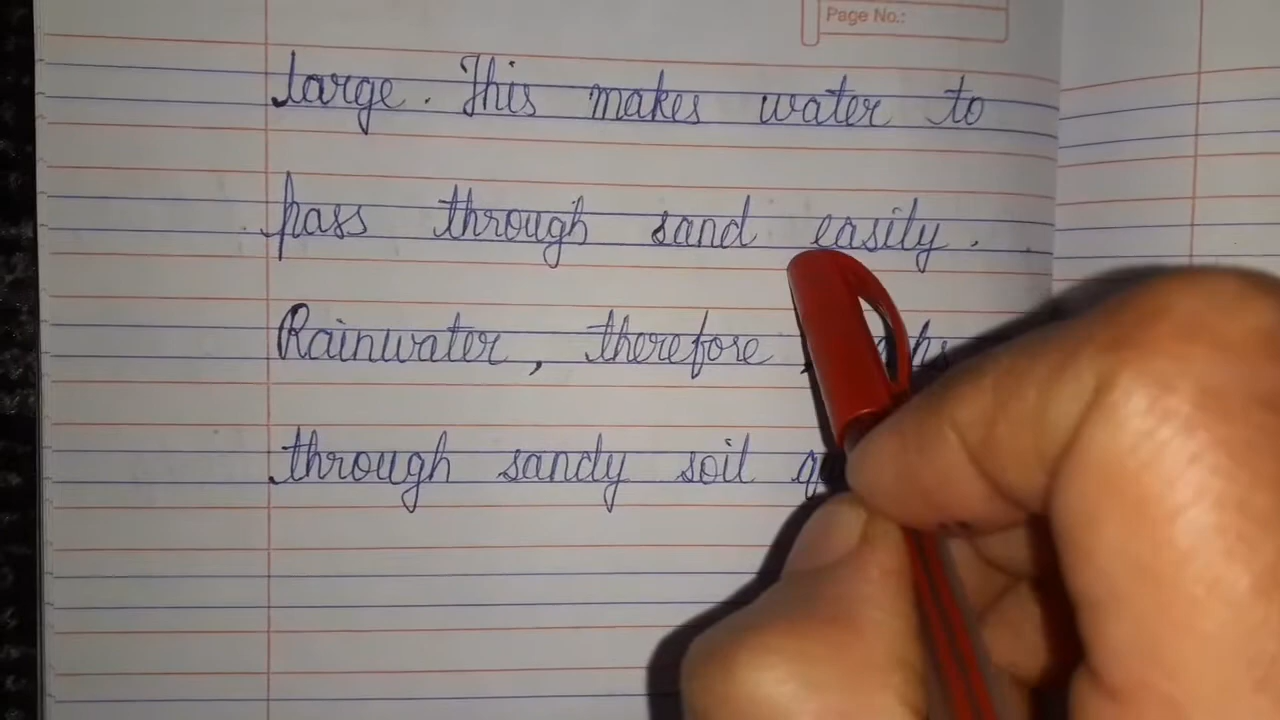 Page No.:
large. This makes water to
pass through sand easily.
Rainwater, therefore
through sandy soil